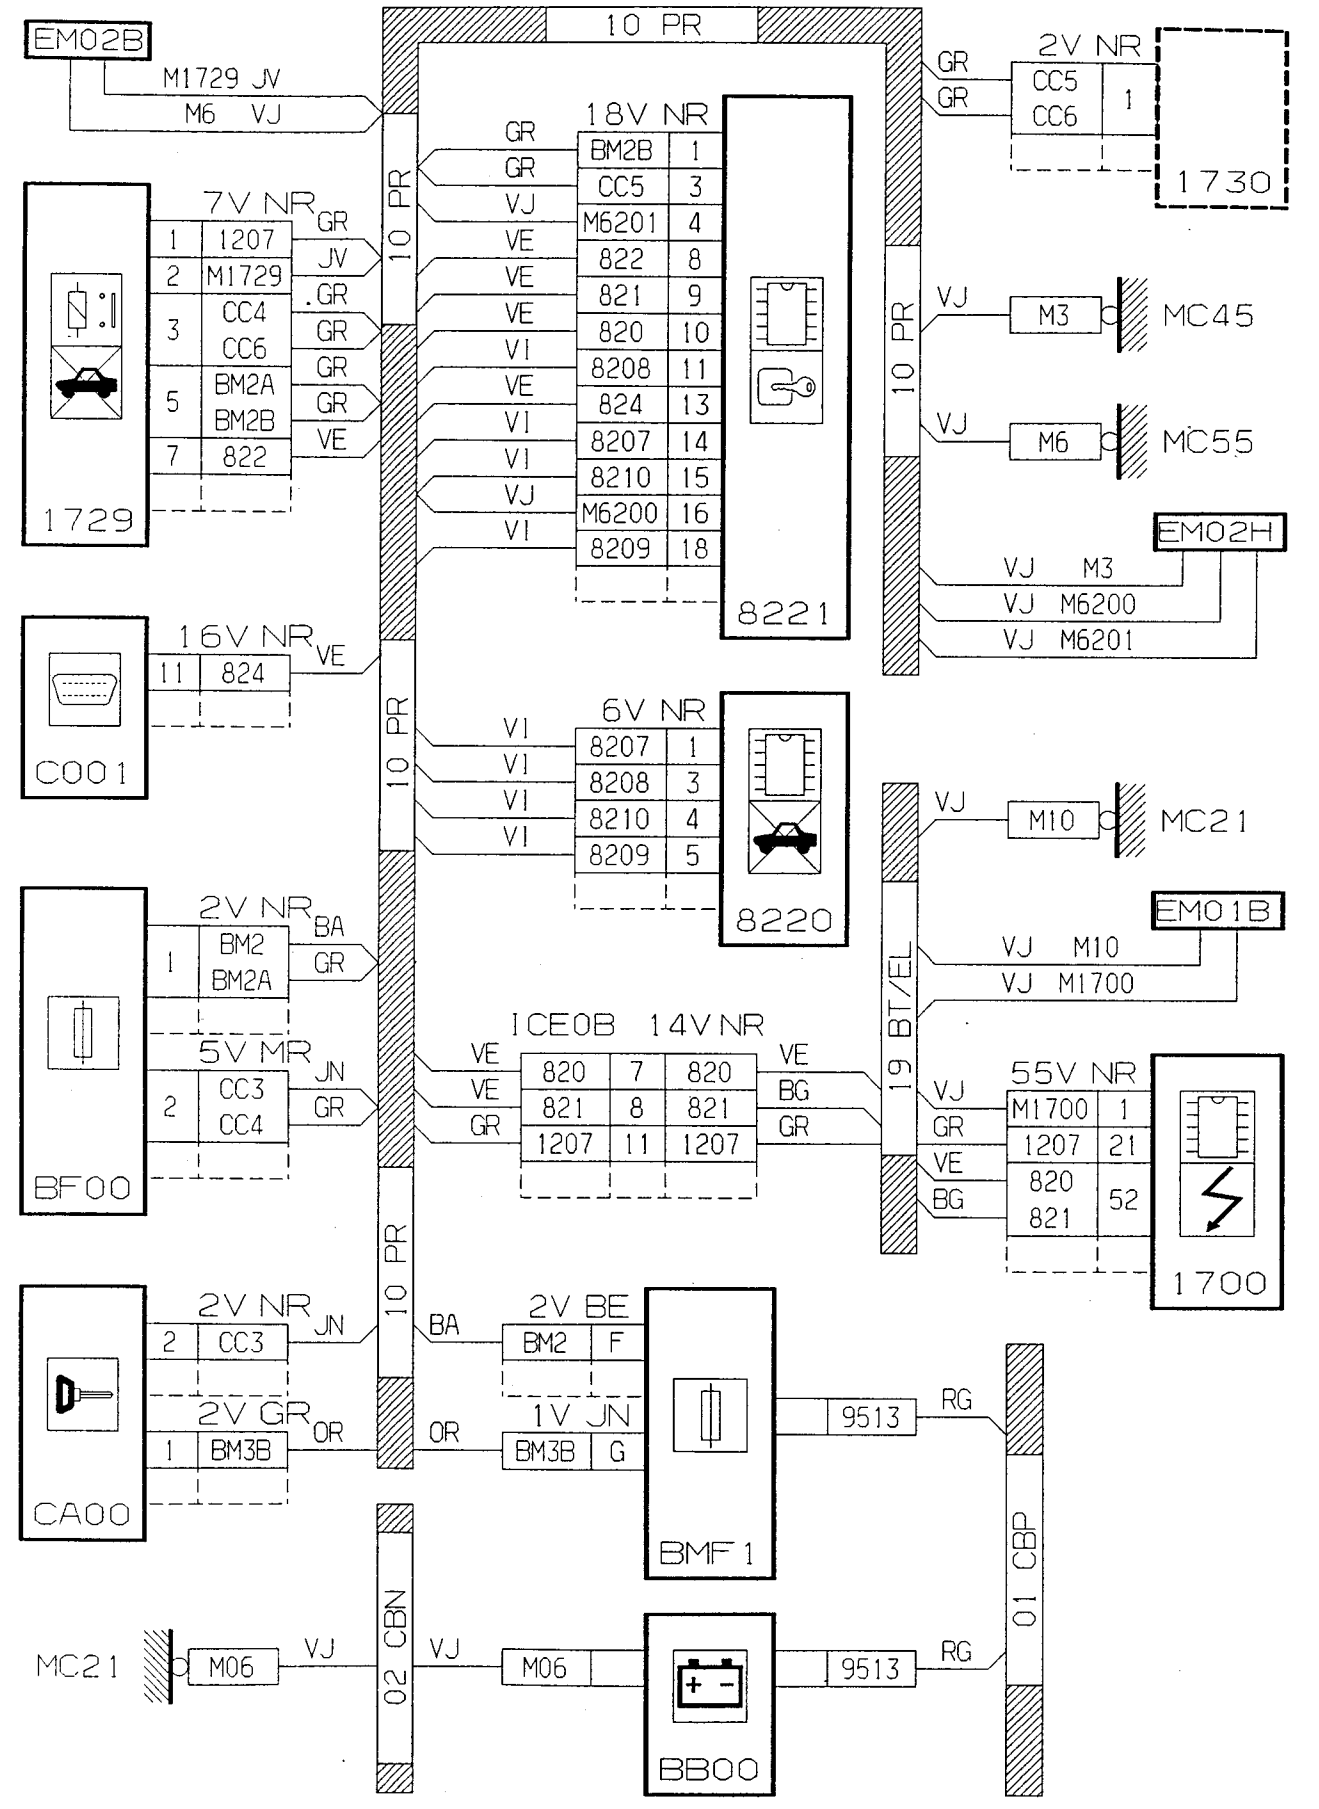 EM02B
M1729 JV
M6 VJ
10 PR
2V NR
GR CC5 1
GR CC6
1730
10 PR
18V NR
GR BM2B 1
GR CC5 3
VJ M6201 4
VE 822 8
VE 821 9
VE 820 10
VI 8208 11
VE 824 13
VI 8207 14
VI 8210 15
VJ M6200 16
VI 8209 18
8221
7V NR
1 1207 GR
2 M1729 JV
3 CC4 GR
CC6 GR
5 BM2A GR
BM2B GR
7 822 VE
1729
10 PR
VJ M3 MC45
VJ M6 MC55
EM02H
VJ M3
VJ M6200
VJ M6201
16V NR
11 824 VE
C001
10 PR
6V NR
VI 8207 1
VI 8208 3
VI 8210 4
VI 8209 5
8220
VJ M10 MC21
EM01B
VJ M10
VJ M1700
19 BT/EL
2V NR
1 BM2 BA
BM2A GR
5V MR
2 CC3 JN
CC4 GR
BF00
ICE0B 14V NR
VE 820 7 820 VE
VE 821 8 821 BG
GR 1207 11 1207 GR
55V NR
VJ M1700 1
GR 1207 21
VE 820 52
BG 821
1700
10 PR
2V NR
2 CC3 JN
2V GR
1 BM3B OR
CA00
2V BE
BA BM2 F
1V JN
OR BM3B G
BMF1
9513 RG
01 CBP
02 CBN
MC21 M06 VJ
VJ M06
+ −
9513 RG
BB00